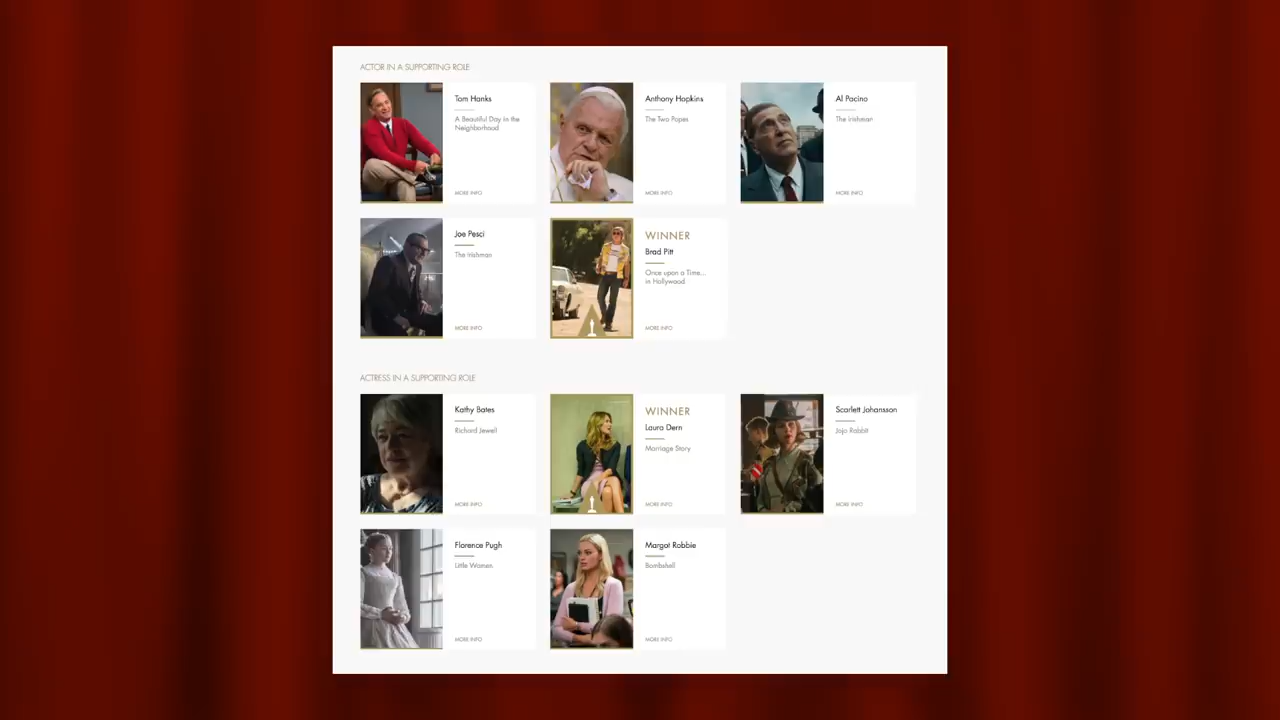 ACTOR IN A SUPPORTING ROLE
Tom Hanks
A Beautiful Day in the
Neighborhood
MORE INFO
Anthony Hopkins
The Two Popes
MORE INFO
Al Pacino
The Irishman
MORE INFO
Joe Pesci
The Irishman
MORE INFO
WINNER
Brad Pitt
Once upon a Time...
in Hollywood
MORE INFO
ACTRESS IN A SUPPORTING ROLE
Kathy Bates
Richard Jewell
MORE INFO
WINNER
Laura Dern
Marriage Story
MORE INFO
Scarlett Johansson
Jojo Rabbit
MORE INFO
Florence Pugh
Little Women
MORE INFO
Margot Robbie
Bombshell
MORE INFO